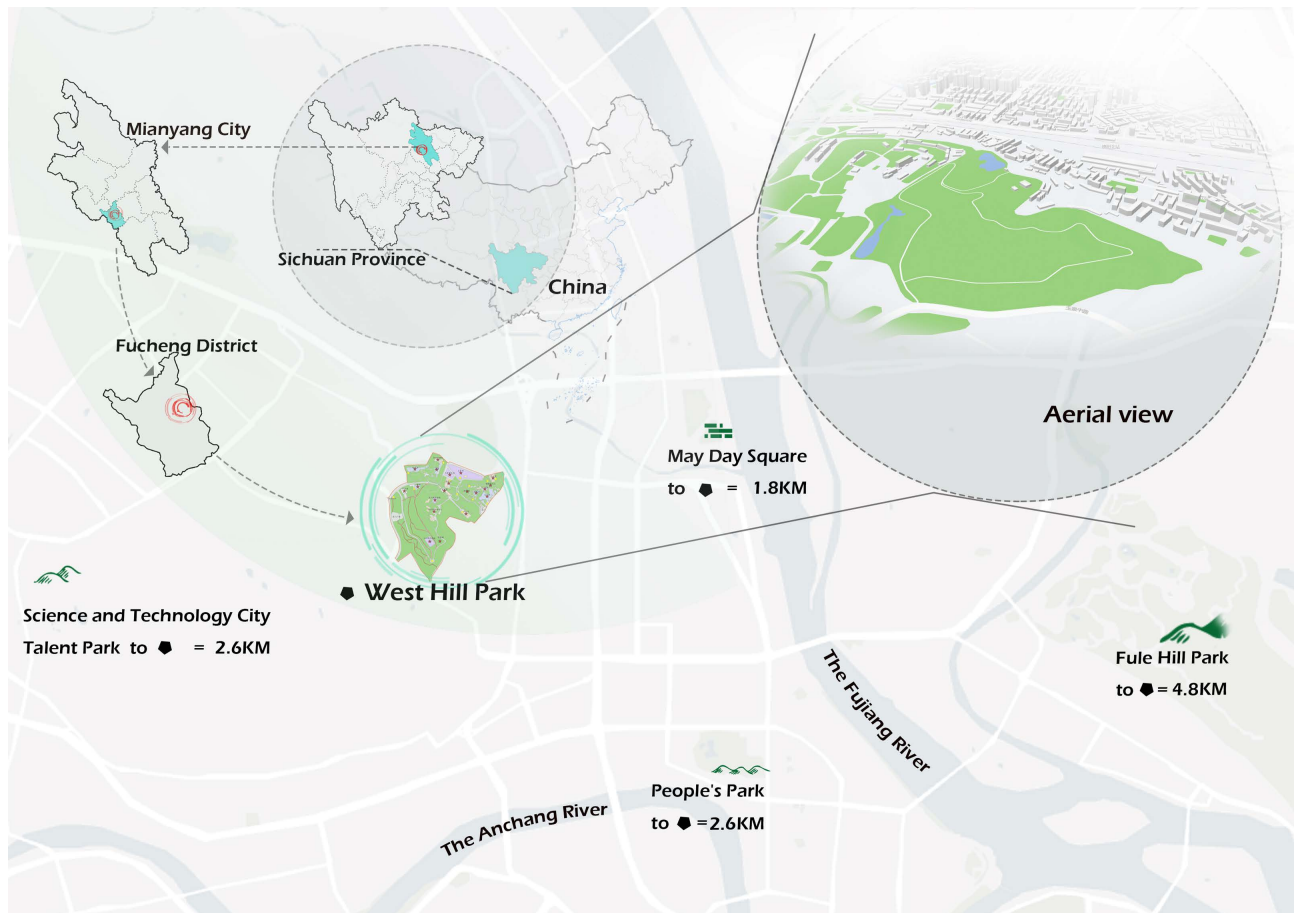 Mianyang City
Sichuan Province
China
Fucheng District
Aerial view
May Day Square
to = 1.8KM
West Hill Park
Science and Technology City
Talent Park to = 2.6KM
Fule Hill Park
to = 4.8KM
The Fujiang River
People's Park
to = 2.6KM
The Anchang River